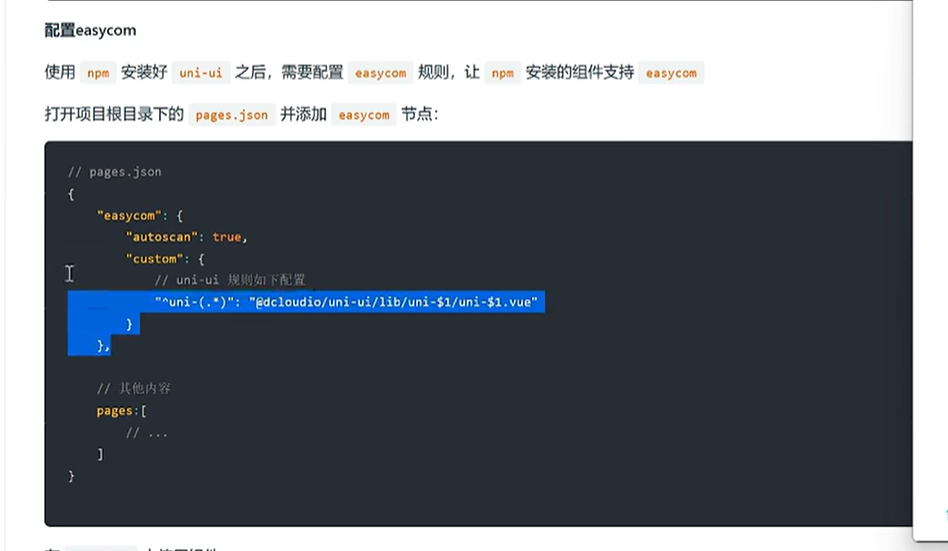 配置easycom
使用 npm 安装好 uni-ui 之后，需要配置 easycom 规则，让 npm 安装的组件支持 easycom
打开项目根目录下的 pages.json 并添加 easycom 节点：
// pages.json
{
"easycom": {
"autoscan": true,
"custom": {
// uni-ui 规则如下配置
"^uni-(.*)": "@dcloudio/uni-ui/lib/uni-$1/uni-$1.vue"
}
},
// 其他内容
pages:[
// ...
]
}